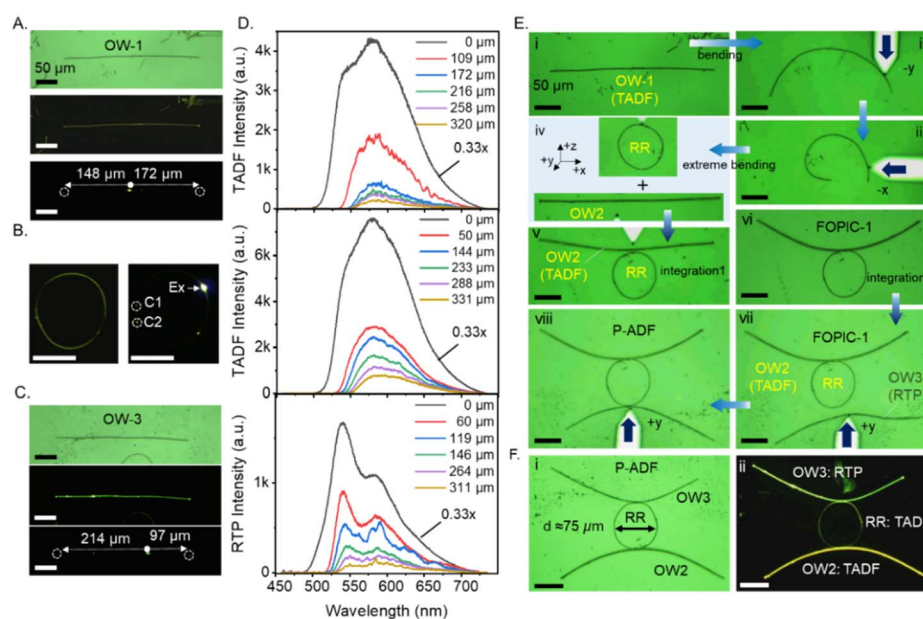 A.
OW-1
50 µm
148 µm 172 µm
B.
Ex
C1
C2
C.
OW-3
214 µm 97 µm
D.
TADF Intensity (a.u.)
4k
3k
2k
1k
0
0 µm
109 µm
172 µm
216 µm
258 µm
320 µm
0.33x
TADF Intensity (a.u.)
6k
4k
2k
0
0 µm
50 µm
144 µm
233 µm
288 µm
331 µm
0.33x
RTP Intensity (a.u.)
1k
0
0 µm
60 µm
119 µm
146 µm
264 µm
311 µm
0.33x
450 500 550 600 650 700
Wavelength (nm)
E.
i
50 µm
OW-1
(TADF)
bending
-y
-x
extreme bending
iv
+z
+y
+x
RR
+
OW2
v
OW2
(TADF)
RR
integration1
vi
FOPIC-1
integration
vii
FOPIC-1
OW2
(TADF)
RR
OW3
(RTP
+y
viii
P-ADF
+y
F.
i
P-ADF
OW3
d ≈75 µm
RR
OW2
ii
OW3: RTP
RR: TAD
OW2: TADF